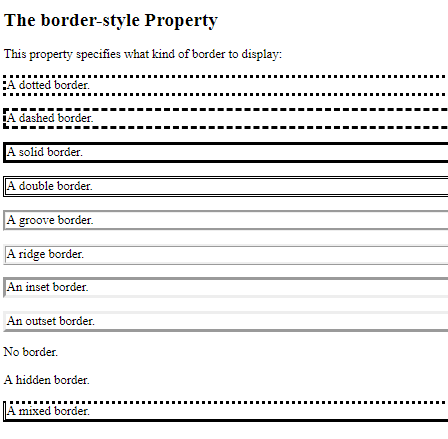 The border-style Property
This property specifies what kind of border to display:
A dotted border.
A dashed border.
A solid border.
A double border.
A groove border.
A ridge border.
An inset border.
An outset border.
No border.
A hidden border.
A mixed border.